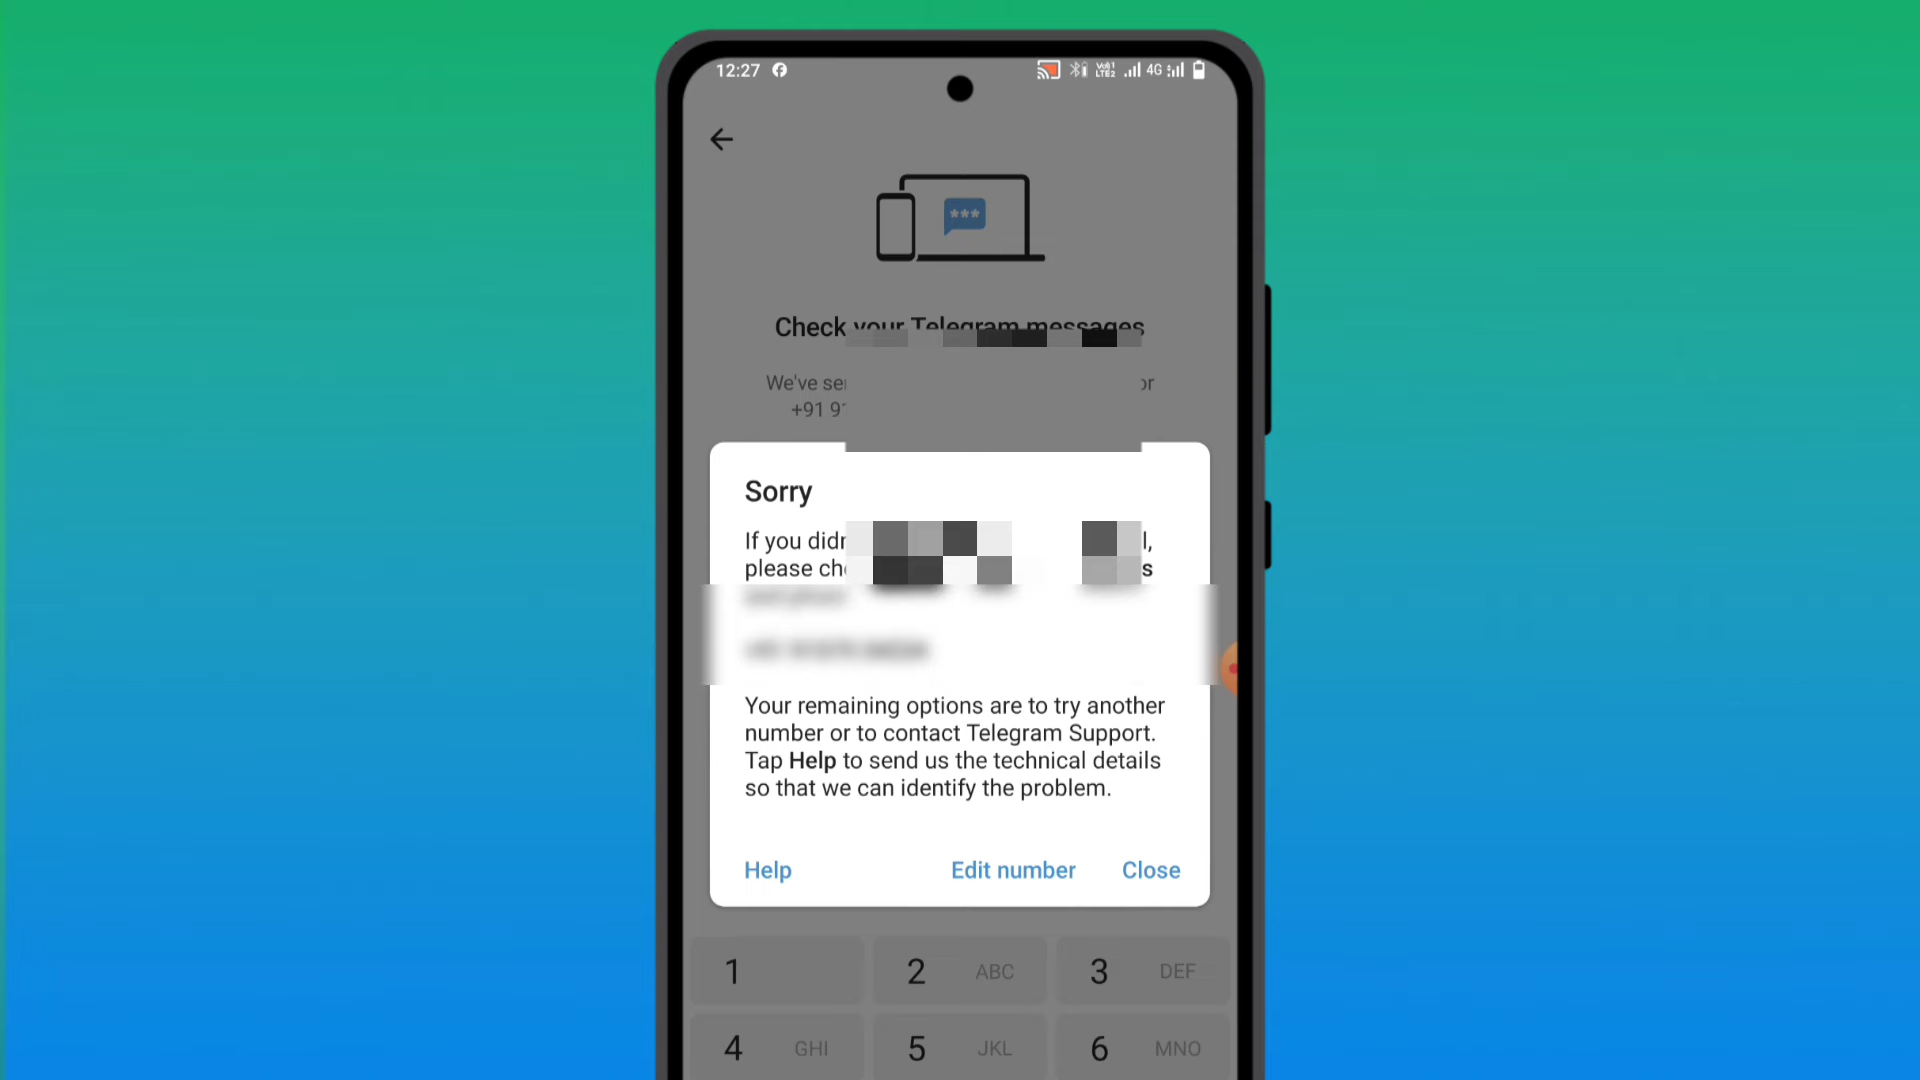 12:27
4G
Check your Telegram messages
We've se or
+91 9
Sorry
If you did
please ch s
Your remaining options are to try another
number or to contact Telegram Support.
Tap Help to send us the technical details
so that we can identify the problem.
Help Edit number Close
1 2 ABC 3 DEF
4 GHI 5 JKL 6 MNO